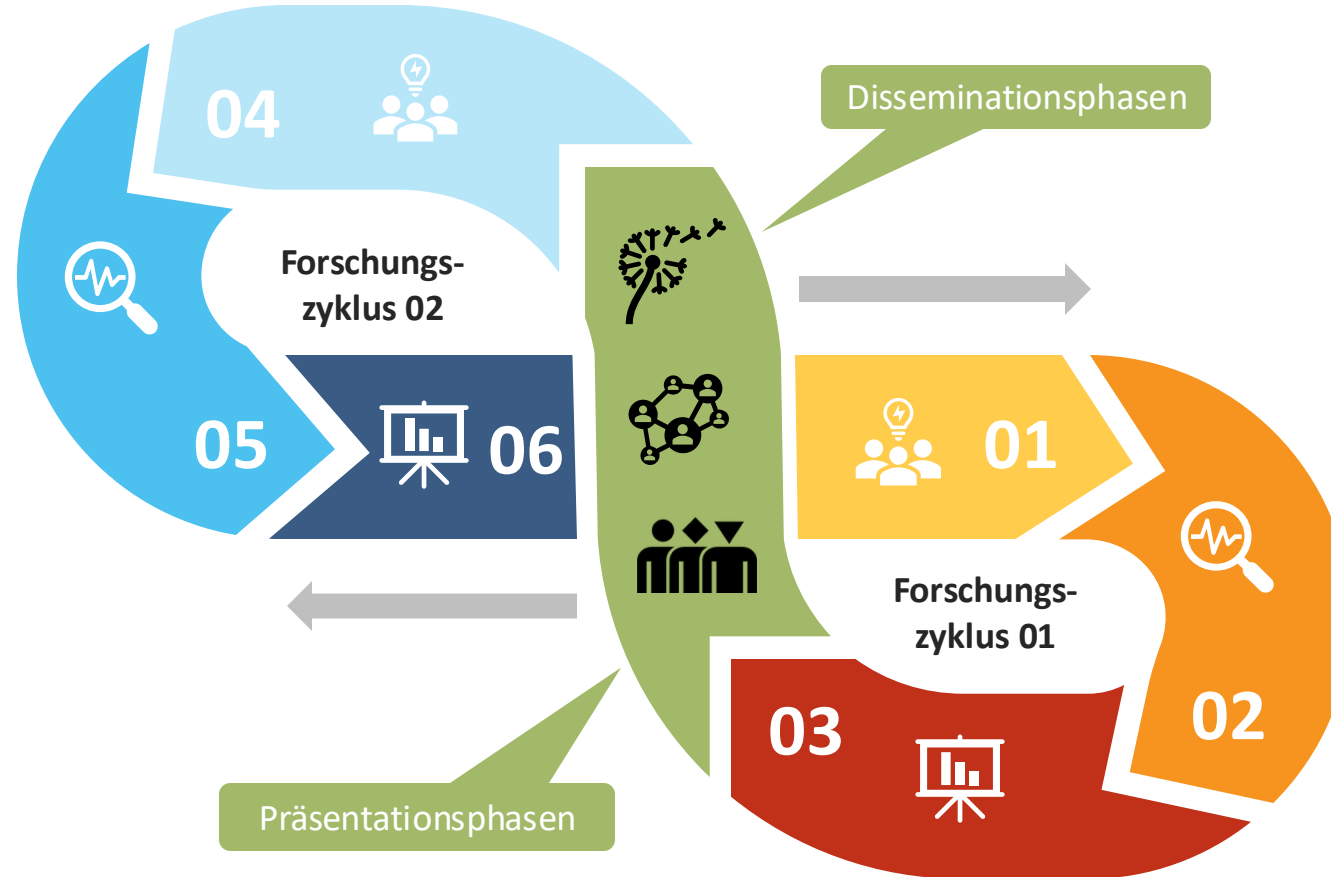 04
Disseminationsphasen
Forschungs-
zyklus 02
05
06
01
Forschungs-
zyklus 01
02
03
Präsentationsphasen